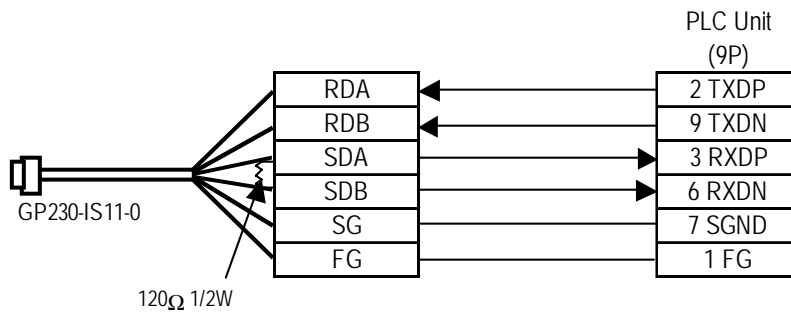 PLC Unit
(9P)
RDA 2 TXDP
RDB 9 TXDN
SDA 3 RXDP
SDB 6 RXDN
SG 7 SGND
FG 1 FG
GP230-IS11-0
120Ω 1/2W